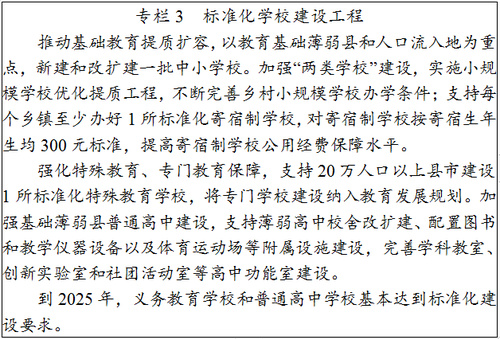 专栏 3 标准化学校建设工程
推动基础教育提质扩容，以教育基础薄弱县和人口流入地为重
点，新建和改扩建一批中小学校。加强“两类学校”建设，实施小规
模学校优化提质工程，不断完善乡村小规模学校办学条件；支持每
个乡镇至少办好 1 所标准化寄宿制学校，对寄宿制学校按寄宿生年
生均 300 元标准，提高寄宿制学校公用经费保障水平。
强化特殊教育、专门教育保障，支持 20 万人口以上县市建设
1 所标准化特殊教育学校，将专门学校建设纳入教育发展规划。加
强基础薄弱县普通高中建设，支持薄弱高中校舍改扩建、配置图书
和教学仪器设备以及体育运动场等附属设施建设，完善学科教室、
创新实验室和社团活动室等高中功能室建设。
到 2025 年，义务教育学校和普通高中学校基本达到标准化建
设要求。